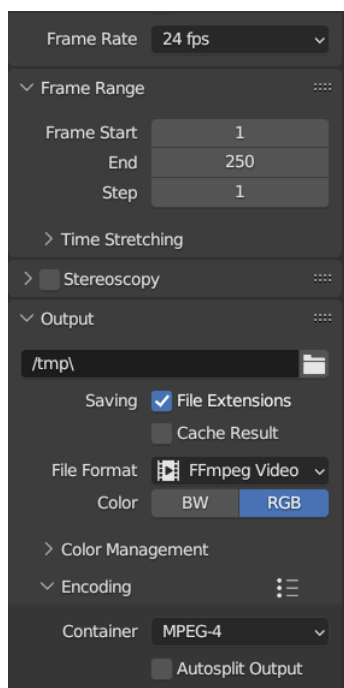 Frame Rate 24 fps
Frame Range
Frame Start 1
End 250
Step 1
Time Stretching
Stereoscopy
Output
/tmp\
Saving File Extensions
Cache Result
File Format FFmpeg Video
Color BW RGB
Color Management
Encoding
Container MPEG-4
Autosplit Output